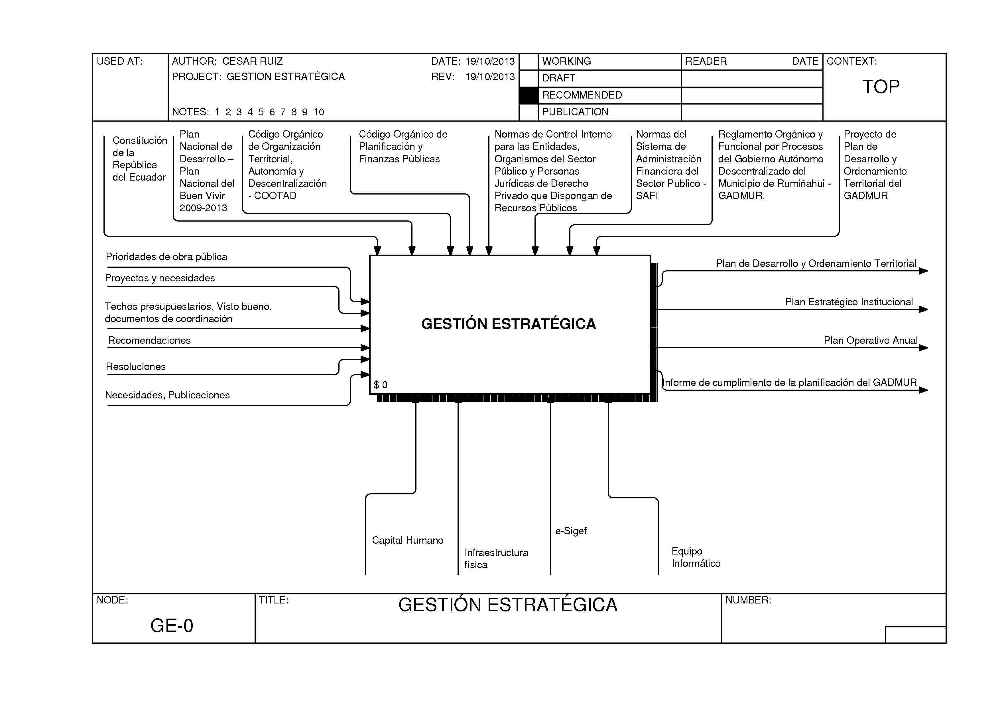 USED AT:
AUTHOR: CESAR RUIZ
DATE: 19/10/2013
PROJECT: GESTION ESTRATÉGICA
REV: 19/10/2013
NOTES: 1 2 3 4 5 6 7 8 9 10
WORKING
DRAFT
RECOMMENDED
PUBLICATION
READER DATE
CONTEXT:
TOP
Constitución
de la
República
del Ecuador
Plan
Nacional de
Desarrollo –
Plan
Nacional del
Buen Vivir
2009-2013
Código Orgánico
de Organización
Territorial,
Autonomía y
Descentralización
- COOTAD
Código Orgánico de
Planificación y
Finanzas Públicas
Normas de Control Interno
para las Entidades,
Organismos del Sector
Público y Personas
Jurídicas de Derecho
Privado que Dispongan de
Recursos Públicos
Normas del
Sistema de
Administración
Financiera del
Sector Publico -
SAFI
Reglamento Orgánico y
Funcional por Procesos
del Gobierno Autónomo
Descentralizado del
Municipio de Rumiñahui -
GADMUR.
Proyecto de
Plan de
Desarrollo y
Ordenamiento
Territorial del
GADMUR
Prioridades de obra pública
Proyectos y necesidades
Techos presupuestarios, Visto bueno,
documentos de coordinación
Recomendaciones
Resoluciones
Necesidades, Publicaciones
GESTIÓN ESTRATÉGICA
$ 0
Plan de Desarrollo y Ordenamiento Territorial
Plan Estratégico Institucional
Plan Operativo Anual
Informe de cumplimiento de la planificación del GADMUR
Capital Humano
Infraestructura
física
e-Sigef
Equipo
Informático
NODE:
GE-0
TITLE:
GESTIÓN ESTRATÉGICA
NUMBER: